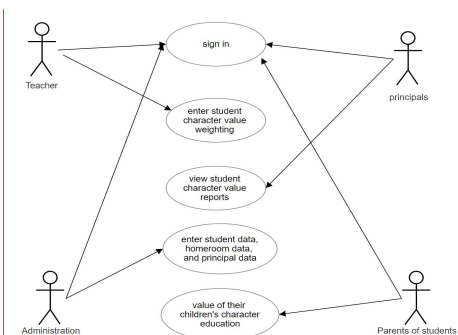 sign in
Teacher
principals
enter student
character value
weighting
view student
character value
reports
enter student data,
homeroom data,
and principal data
value of their
children's character
education
Administration
Parents of students